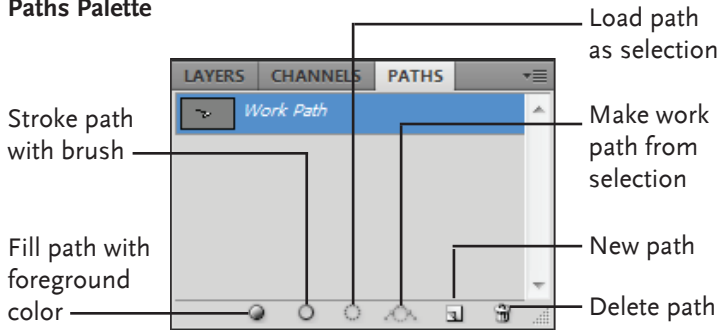 Paths Palette
Load path
as selection
LAYERS CHANNELS PATHS
Work Path
Stroke path
with brush
Make work
path from
selection
Fill path with
foreground
color
New path
Delete path